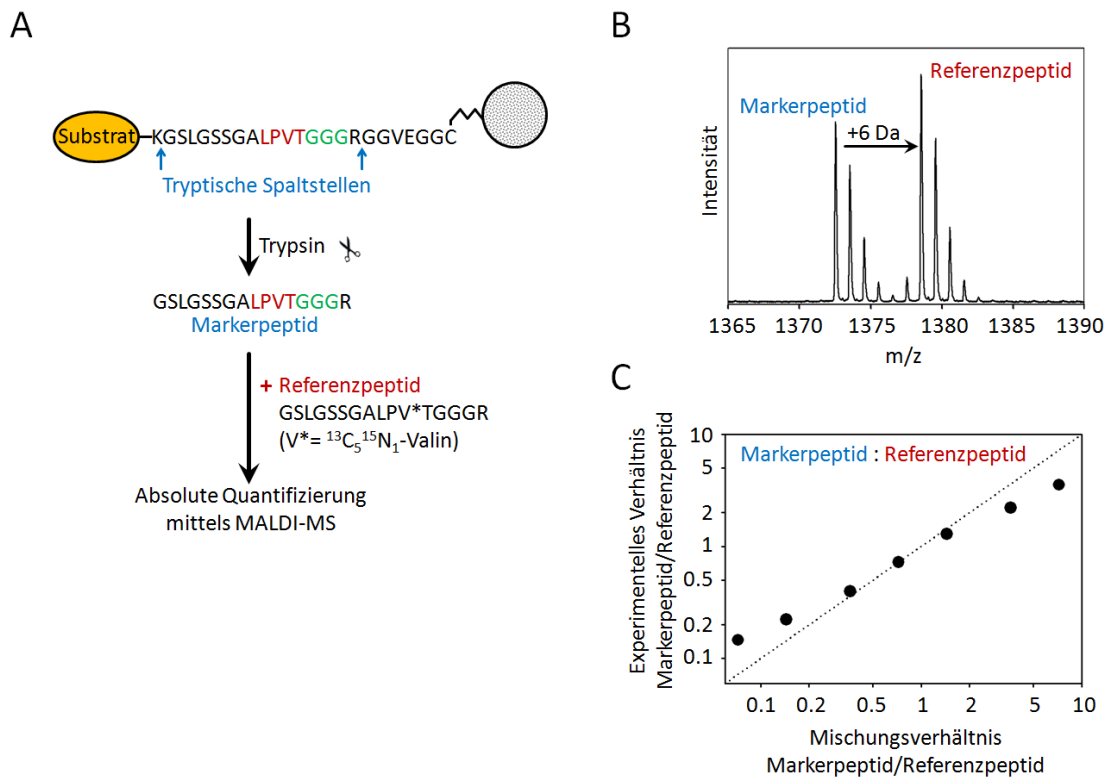 A
Substrat
KGSLGSSGALPVTGGGRGGVEGGC
Tryptische Spaltstellen
Trypsin
GSLGSSGALPVTGGGR
Markerpeptid
+ Referenzpeptid
GSLGSSGALPV*TGGGR
(V*= ¹³C₅¹⁵N₁-Valin)
Absolute Quantifizierung
mittels MALDI-MS
B
Referenzpeptid
Markerpeptid
+6 Da
Intensität
1365 1370 1375 1380 1385 1390
m/z
C
Markerpeptid : Referenzpeptid
Experimentelles Verhältnis
Markerpeptid/Referenzpeptid
10
5
2
1
0.5
0.2
0.1
0.1 0.2 0.5 1 2 5 10
Mischungsverhältnis
Markerpeptid/Referenzpeptid